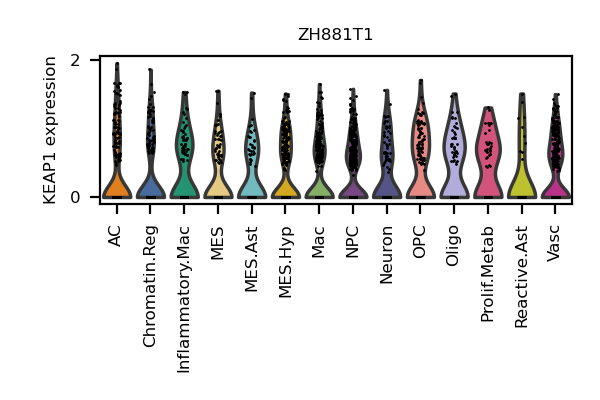 ZH881T1
KEAP1 expression
2
0
AC
Chromatin.Reg
Inflammatory.Mac
MES
MES.Ast
MES.Hyp
Mac
NPC
Neuron
OPC
Oligo
Prolif.Metab
Reactive.Ast
Vasc